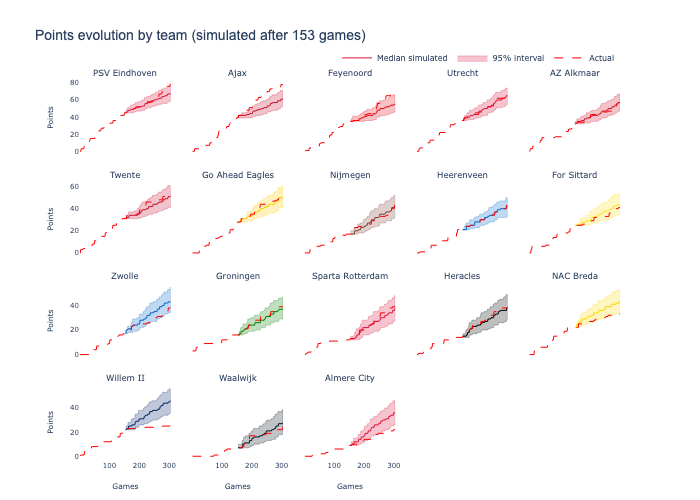 Points evolution by team (simulated after 153 games)
Median simulated 95% interval Actual
PSV Eindhoven Ajax Feyenoord Utrecht AZ Alkmaar
80
60
40
20
0
Points
Twente Go Ahead Eagles Nijmegen Heerenveen For Sittard
60
40
20
0
Points
Zwolle Groningen Sparta Rotterdam Heracles NAC Breda
40
20
0
Points
Willem II Waalwijk Almere City
40
20
0
Points
100 200 300 100 200 300 100 200 300
Games Games Games